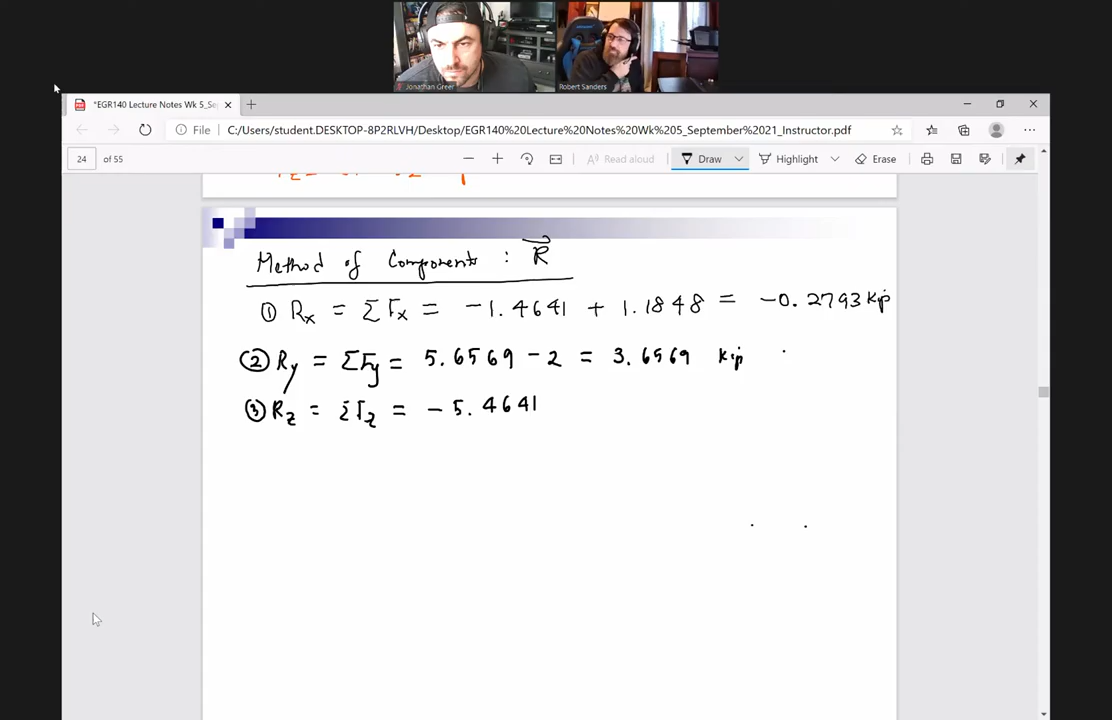 Jonathan Greer
Robert Sanders
*EGR140 Lecture Notes Wk 5_Se
File
C:/Users/student.DESKTOP-8P2RLVH/Desktop/EGR140%20Lecture%20Notes%20Wk%205_September%2021_Instructor.pdf
24 of 55
Read aloud
Draw
Highlight
Erase
Method of Components : R⃗
① Rx = ΣFx = -1.4641 + 1.1848 = -0.2793 Kip
② Ry = ΣFy = 5.6569 - 2 = 3.6569 Kip
③ Rz = ΣFz = - 5.4641